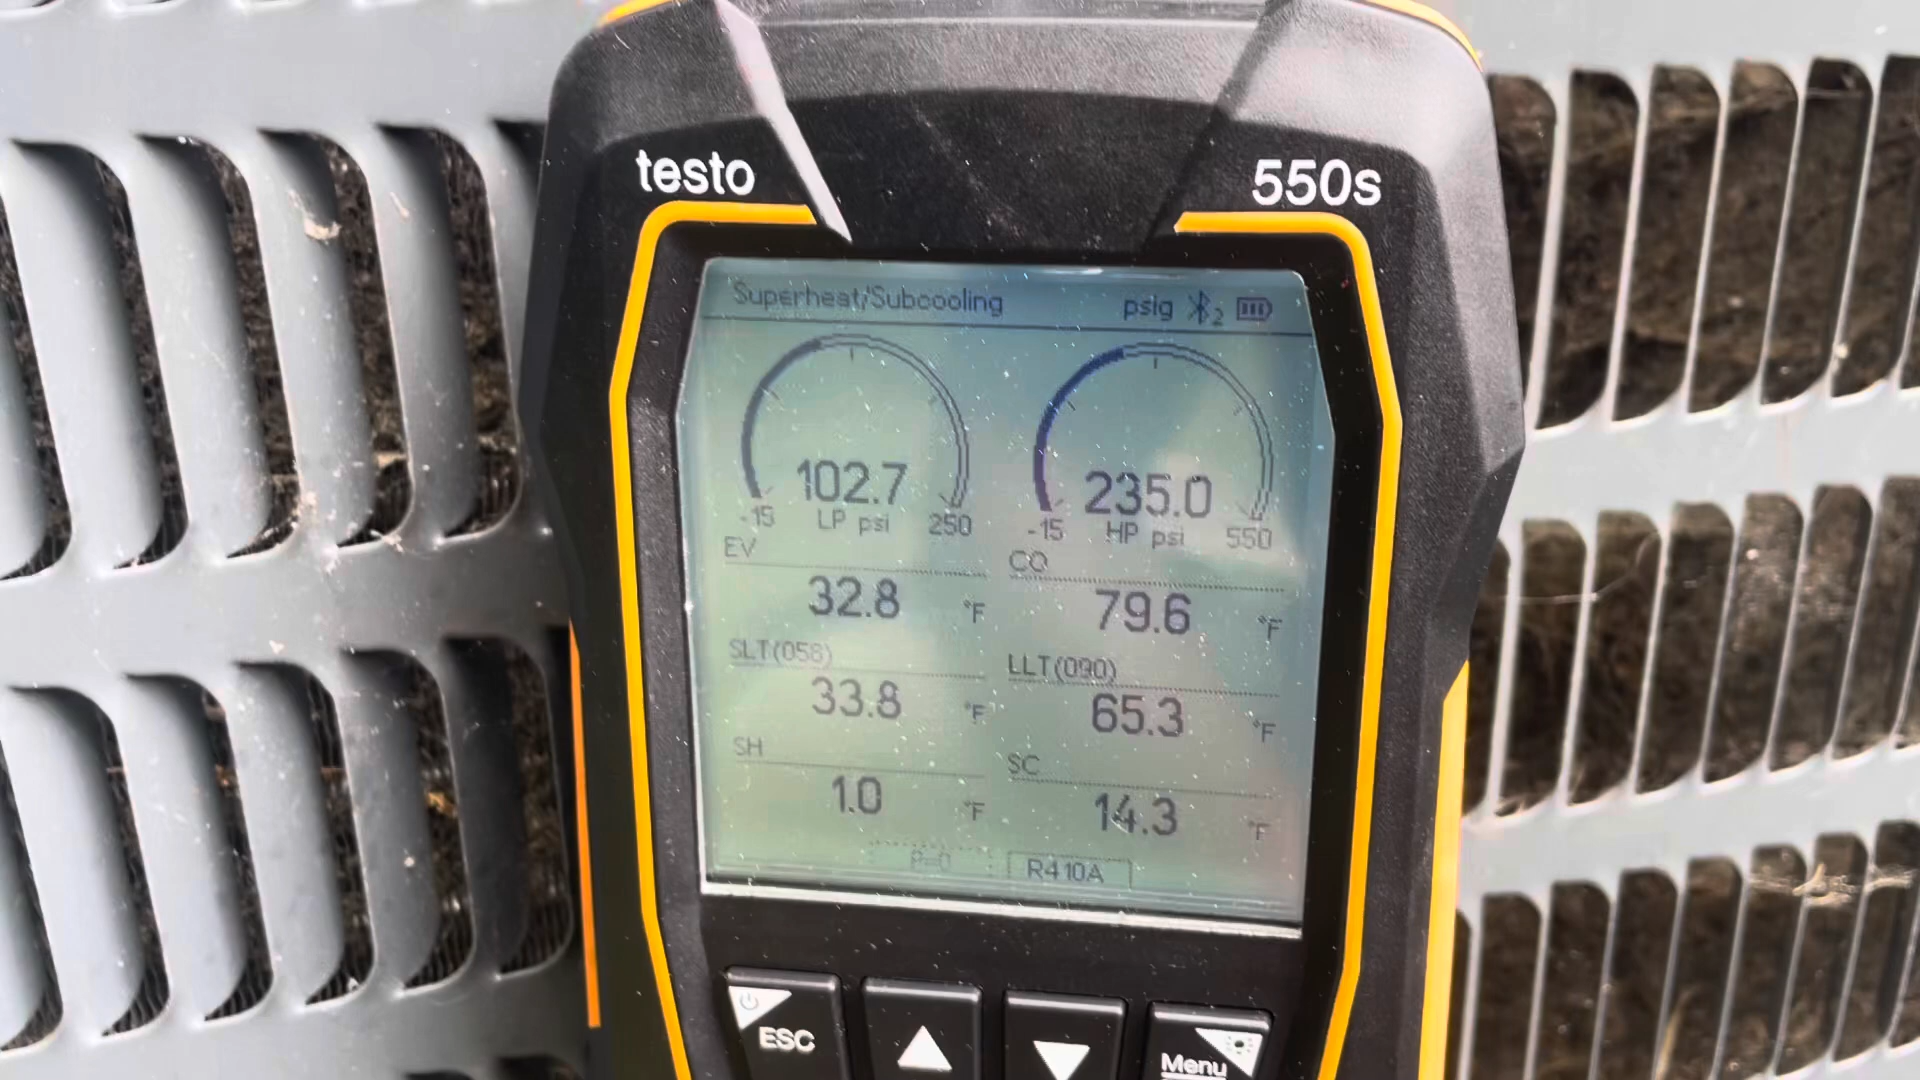 testo
550s
Superheat/Subcooling psig 2
102.7 235.0
-15 LP psi 250 -15 HP psi 550
EV CO
32.8 °F 79.6 °F
SLT(058) LLT(090)
33.8 °F 65.3 °F
SH SC
1.0 °F 14.3 °F
P=0 R410A
ESC Menu